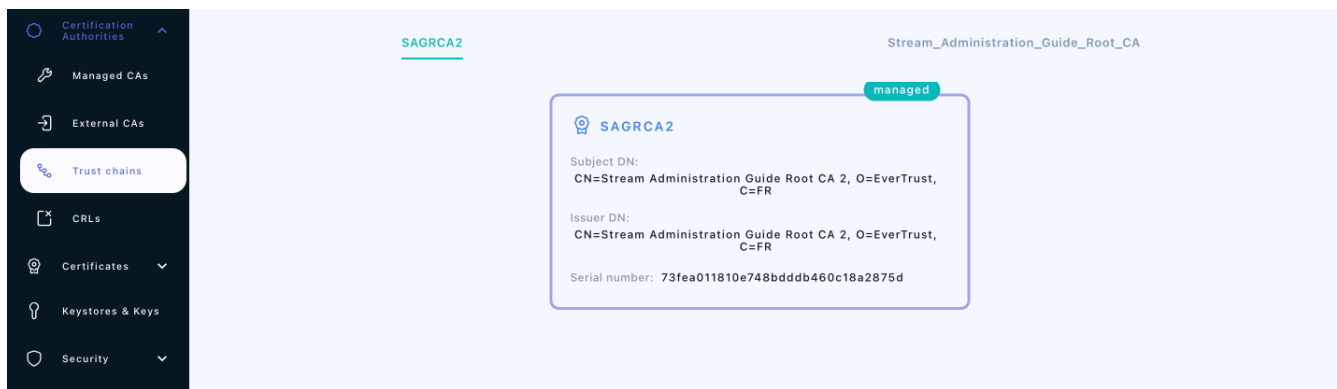 Certification
Authorities
Managed CAs
External CAs
Trust chains
CRLs
Certificates
Keystores & Keys
Security
SAGRCA2
Stream_Administration_Guide_Root_CA
managed
SAGRCA2
Subject DN:
CN=Stream Administration Guide Root CA 2, O=EverTrust,
C=FR
Issuer DN:
CN=Stream Administration Guide Root CA 2, O=EverTrust,
C=FR
Serial number: 73fea011810e748bdddb460c18a2875d